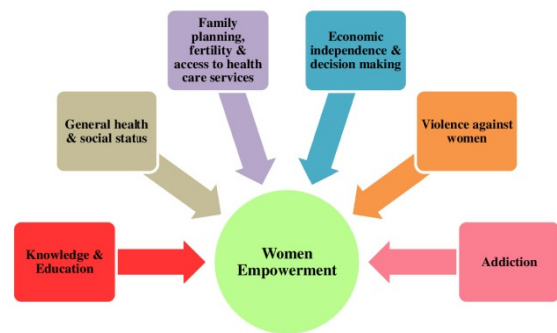 Family
planning,
fertility &
access to health
care services
Economic
independence &
decision making
General health
& social status
Violence against
women
Knowledge &
Education
Women
Empowerment
Addiction